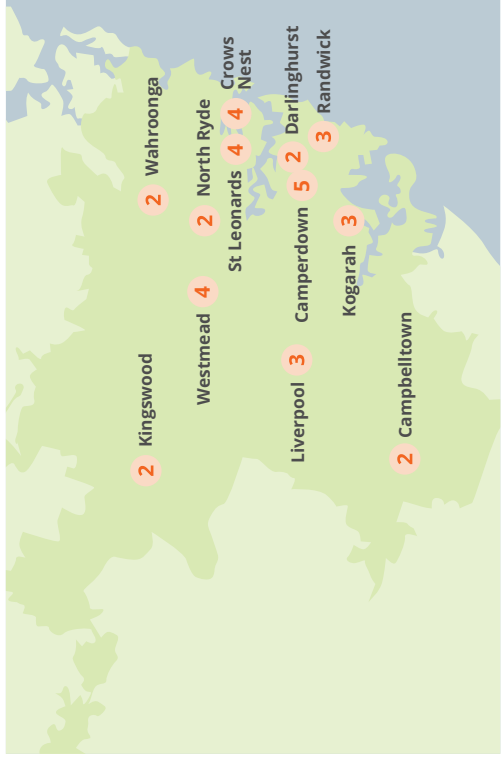 Wahroonga
2
North Ryde
2
Crows
Nest
4
St Leonards
4
Darlinghurst
2
Randwick
3
Camperdown
5
Kogarah
3
Westmead
4
Kingswood
2
Liverpool
3
Campbelltown
2